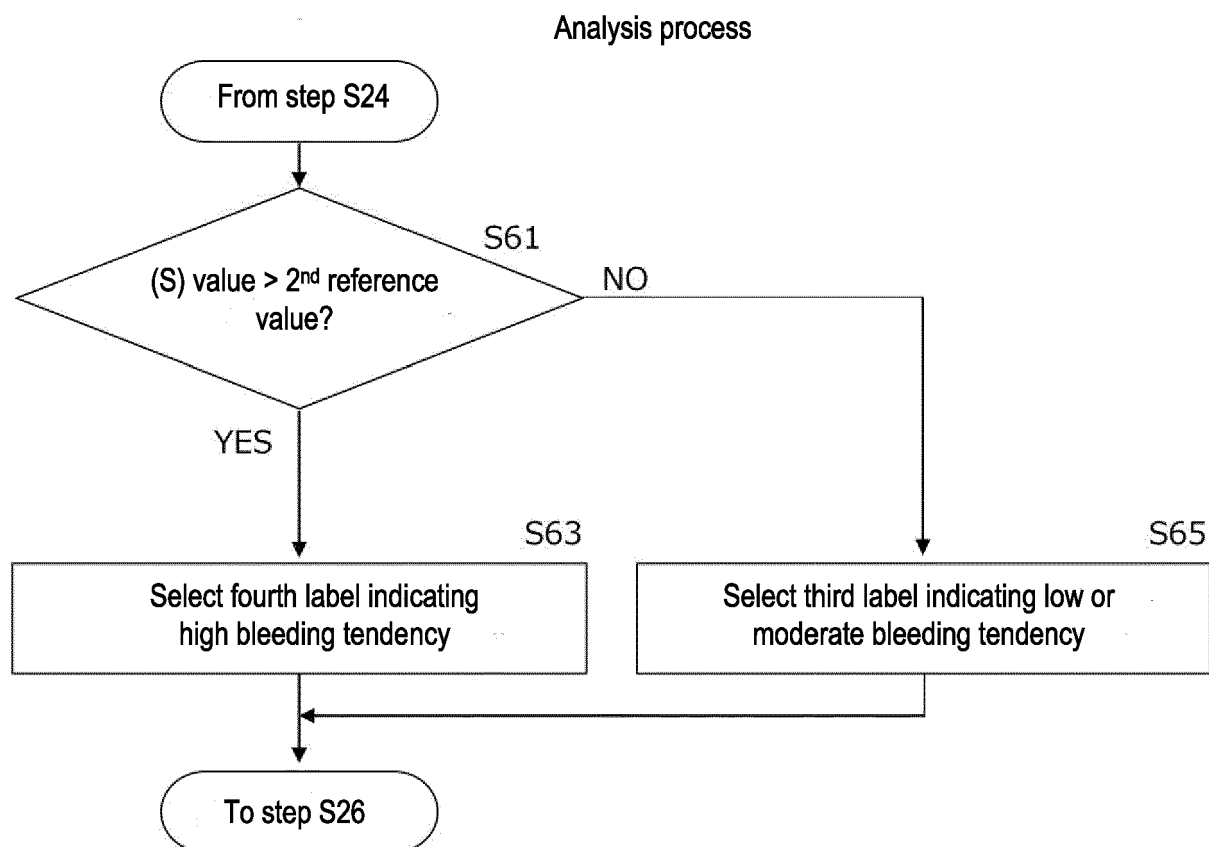 Analysis process
From step S24
S61
(S) value > 2nd reference
value?
NO
YES
S63
Select fourth label indicating
high bleeding tendency
S65
Select third label indicating low or
moderate bleeding tendency
To step S26